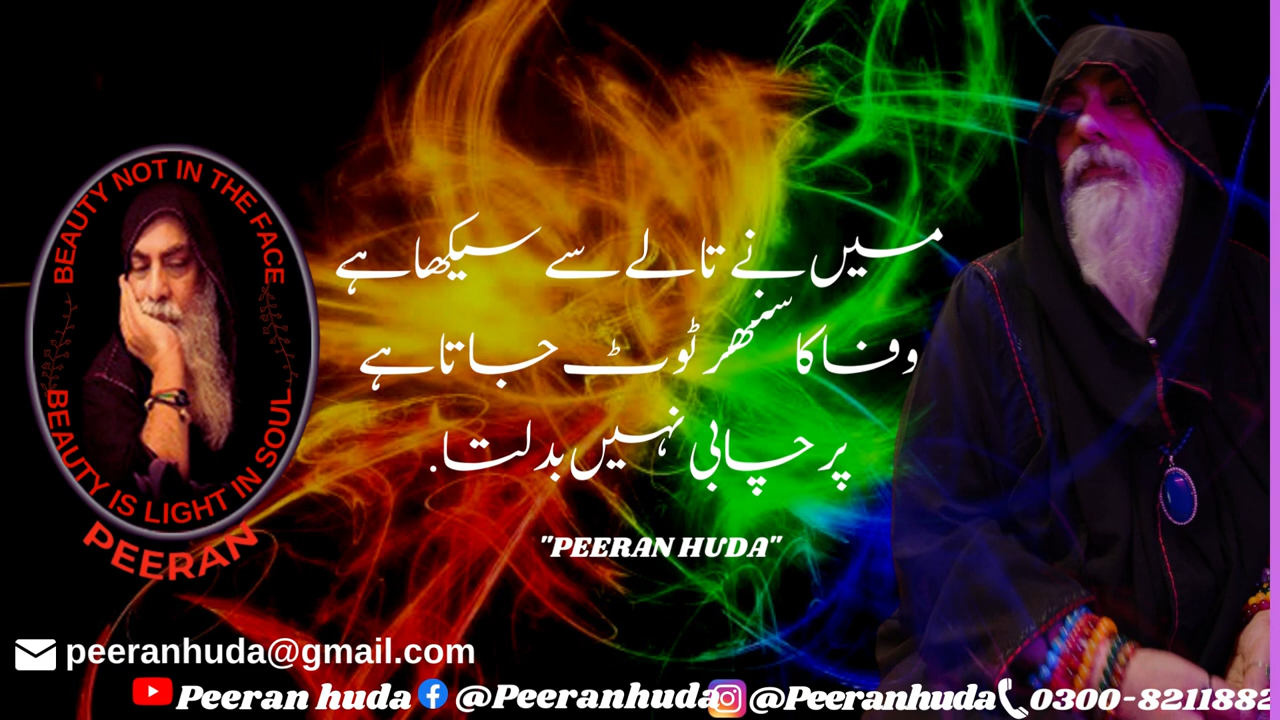 BEAUTY NOT IN THE FACE
BEAUTY IS LIGHT IN SOUL
PEERAN
میں نے تالے سے سیکھا ہے
وفا کا سنھر ٹوٹ جاتا ہے
پر چابی نہیں بدلتا.
"PEERAN HUDA"
peeranhuda@gmail.com
Peeran huda @Peeranhuda @Peeranhuda 0300-8211882